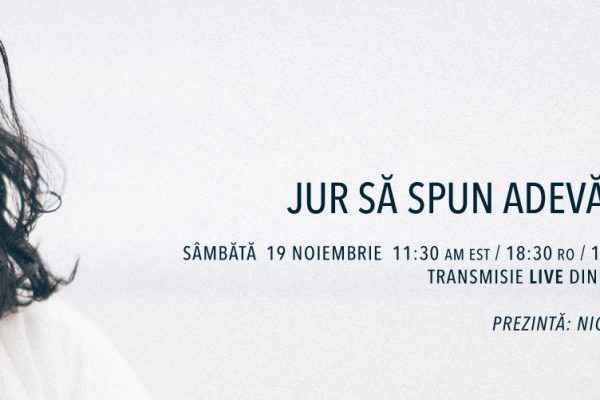 JUR SĂ SPUN ADEVĂ
SÂMBĂTĂ 19 NOIEMBRIE 11:30 AM EST / 18:30 RO / 1
TRANSMISIE LIVE DIN
PREZINTĂ: NIC